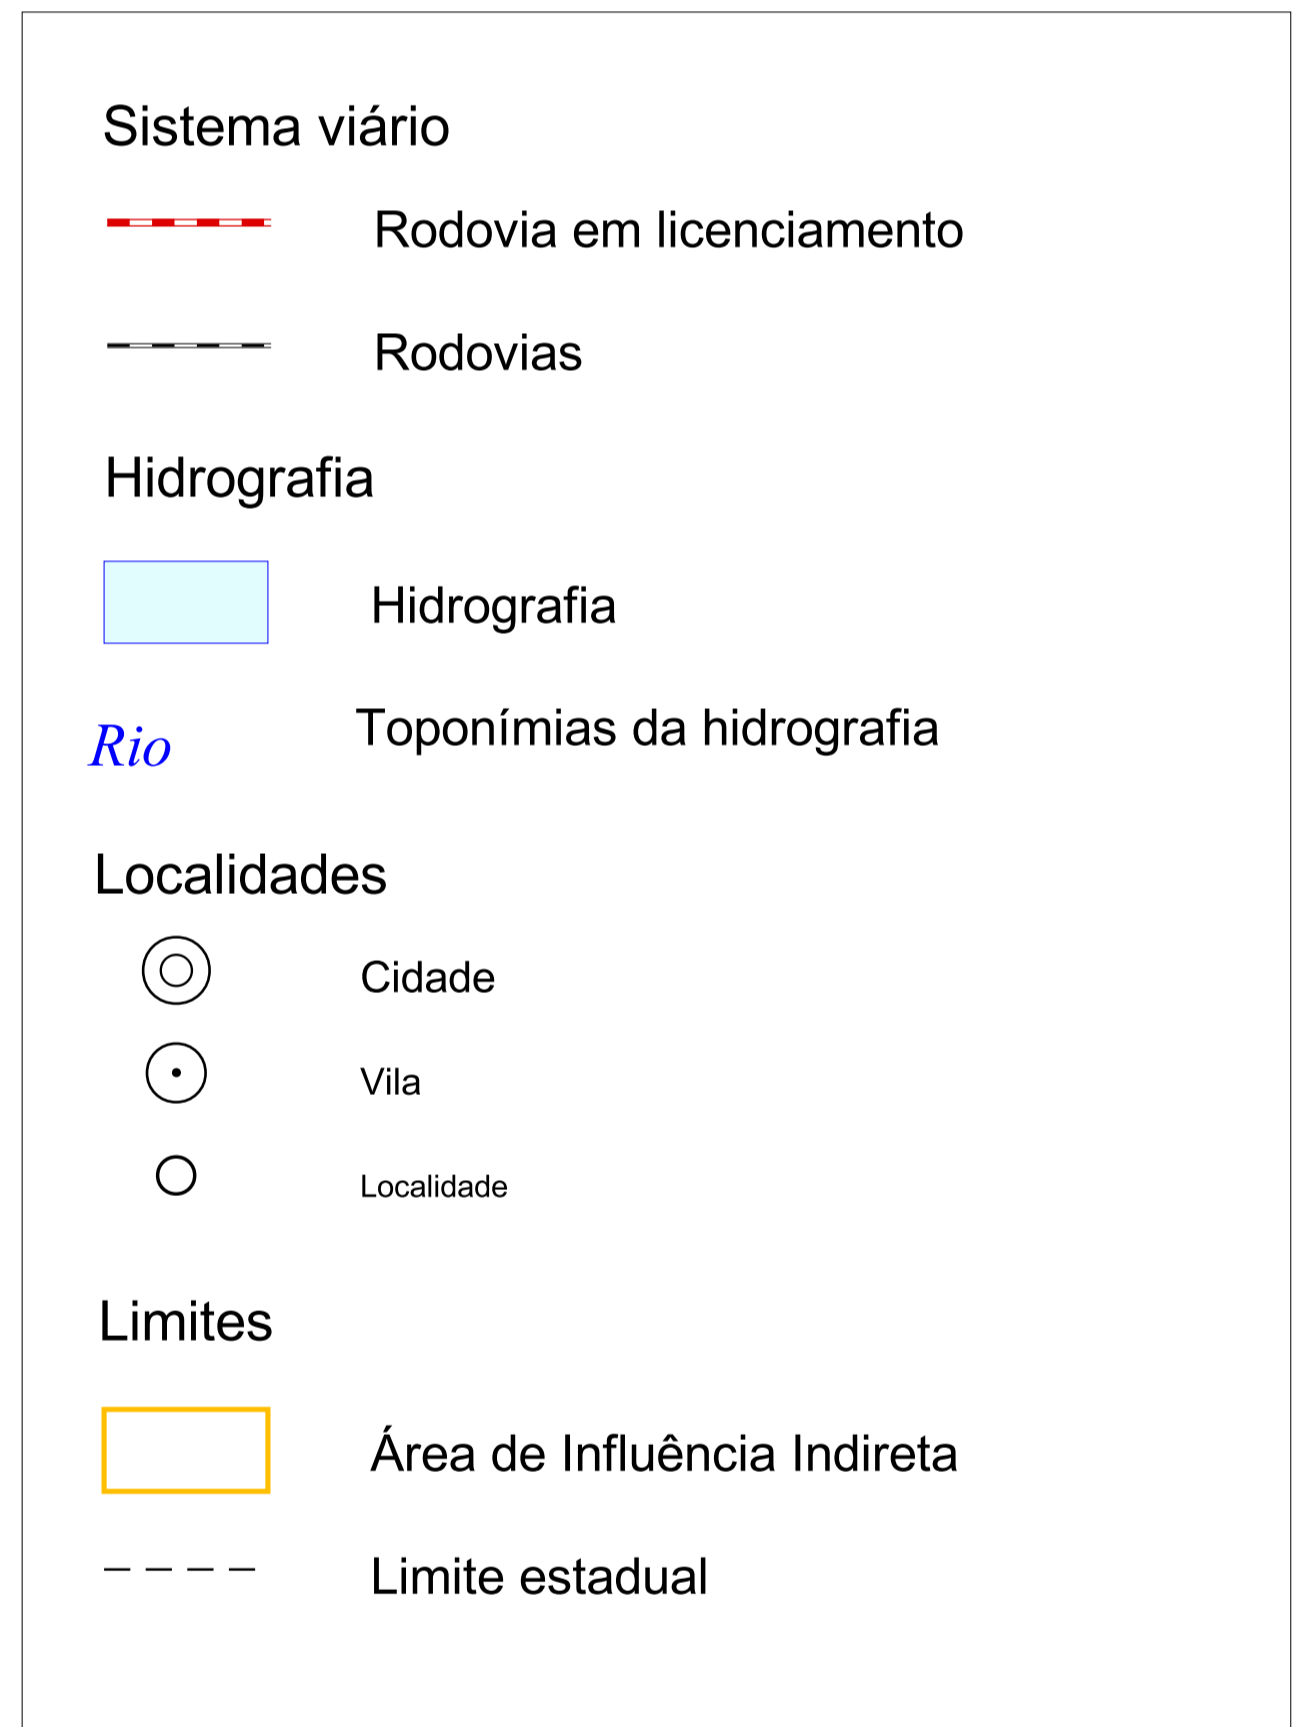 Sistema viário
Rodovia em licenciamento
Rodovias
Hidrografia
Hidrografia
Rio
Toponímias da hidrografia
Localidades
Cidade
Vila
Localidade
Limites
Área de Influência Indireta
Limite estadual